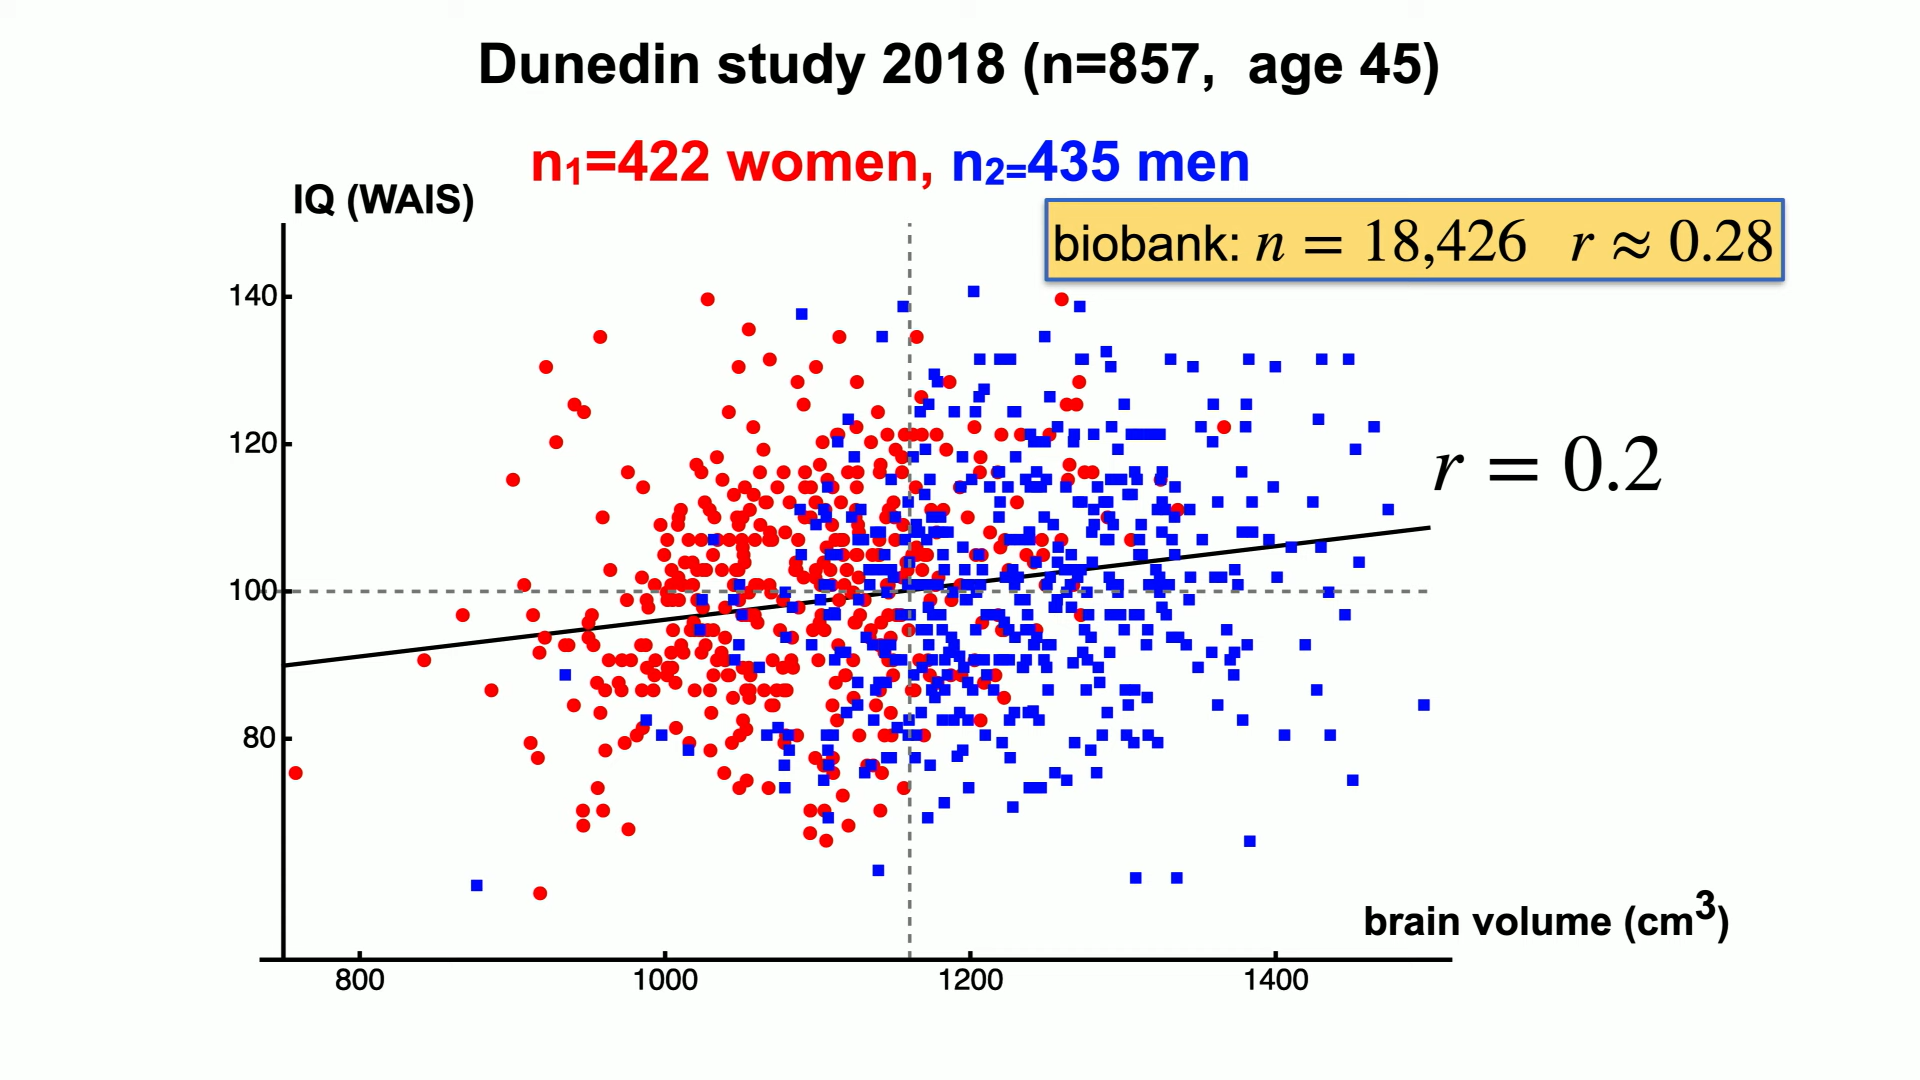 Dunedin study 2018 (n=857, age 45)
n₁=422 women, n₂=435 men
IQ (WAIS)
biobank: n = 18,426 r ≈ 0.28
140
120
r = 0.2
100
80
brain volume (cm³)
800 1000 1200 1400